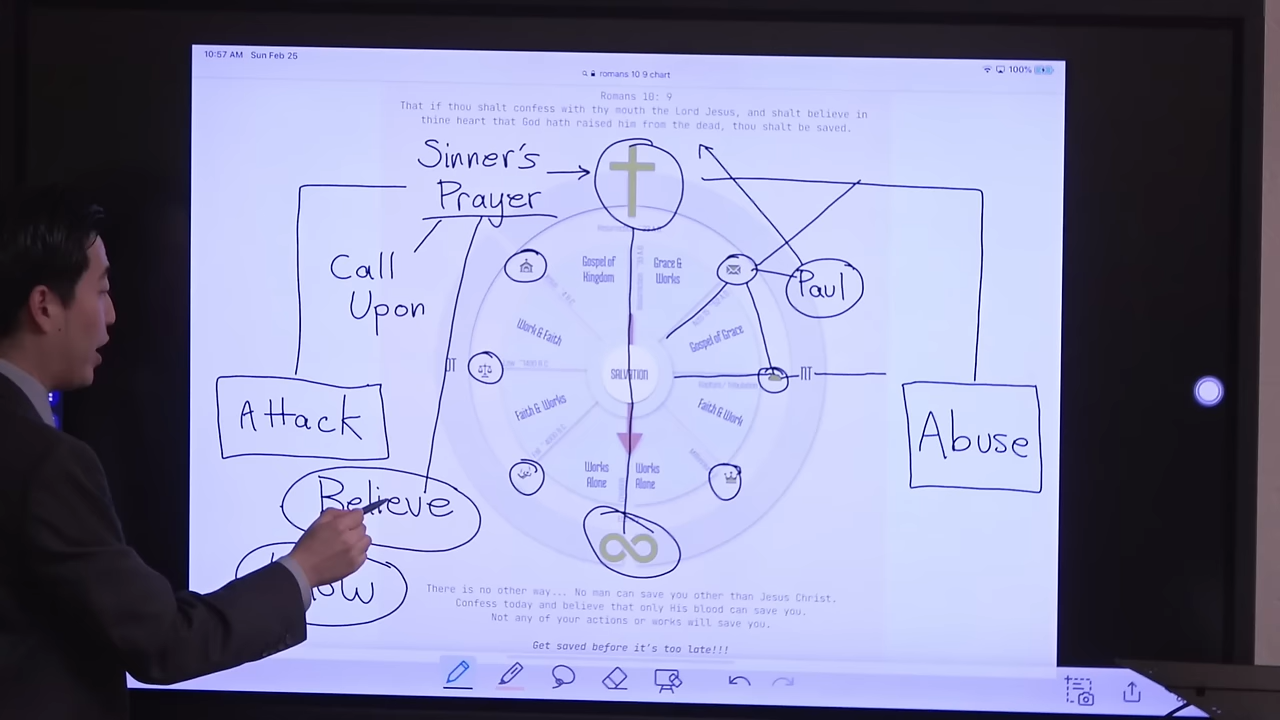 10:57 AM Sun Feb 25
romans 10 9 chart
100%
Romans 10: 9
That if thou shalt confess with thy mouth the Lord Jesus, and shalt believe in
thine heart that God hath raised him from the dead, thou shalt be saved.
Sinner's
Prayer
Call
Upon
Gospel of
Kingdom
Grace &
Works
Paul
Work & Faith
Gospel of Grace
SALVATION
NT
Attack
Faith & Works
Faith & Work
Abuse
Works
Alone
Works
Alone
Believe
There is no other way... No man can save you other than Jesus Christ.
Confess today and believe that only His blood can save you.
Not any of your actions or works will save you.
Get saved before it's too late!!!